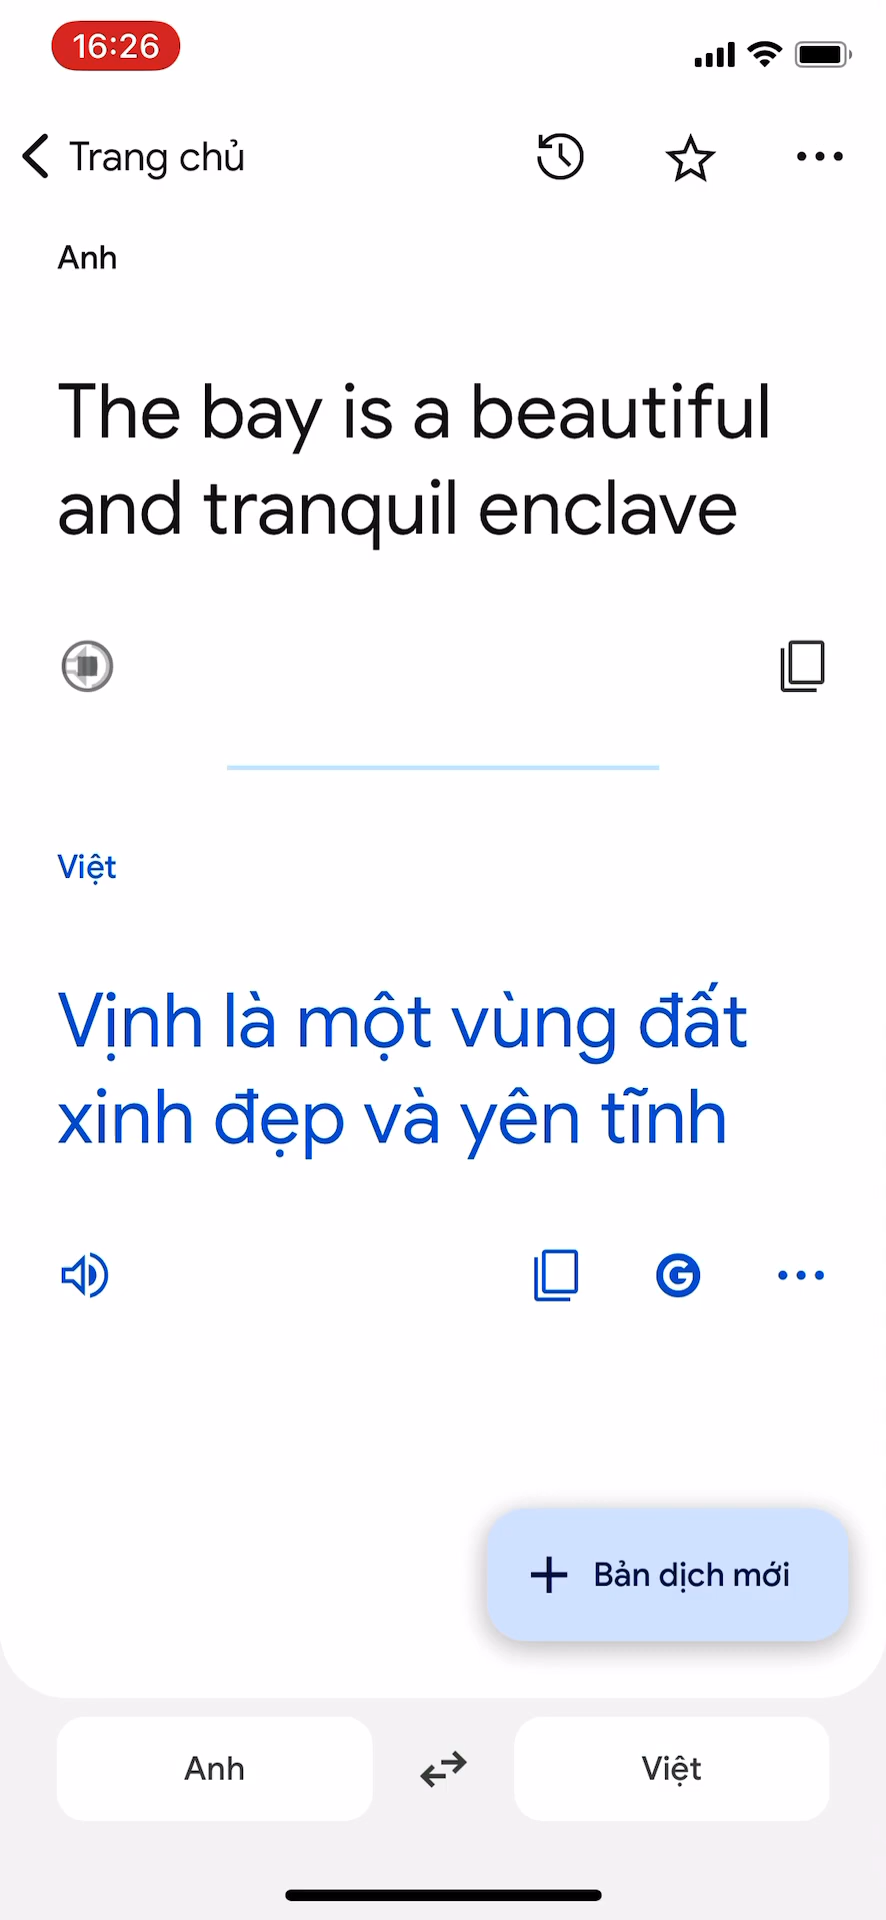 16:26
Trang chủ
Anh
The bay is a beautiful
and tranquil enclave
Việt
Vịnh là một vùng đất
xinh đẹp và yên tĩnh
G
Bản dịch mới
Anh
Việt